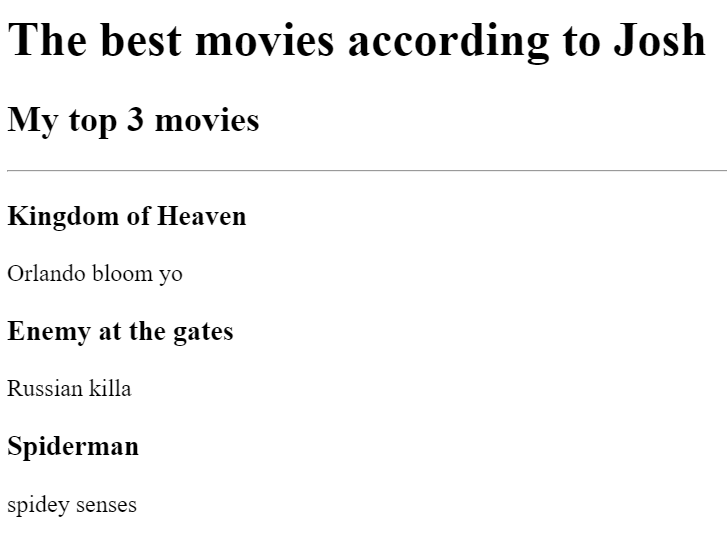 The best movies according to Josh
My top 3 movies
Kingdom of Heaven
Orlando bloom yo
Enemy at the gates
Russian killa
Spiderman
spidey senses